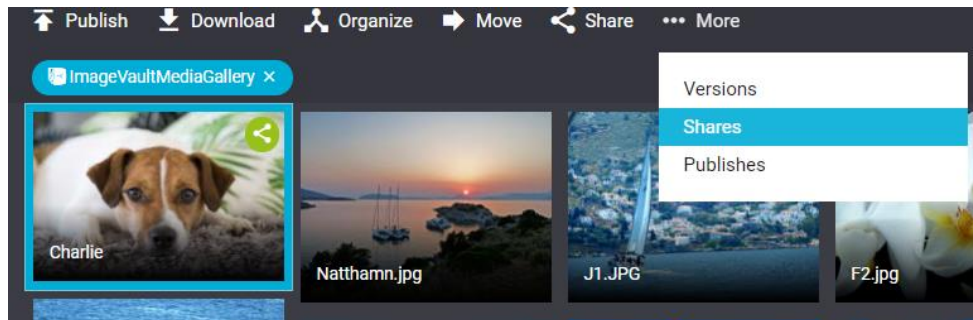 Publish Download Organize Move Share More
ImageVaultMediaGallery ×
Versions
Shares
Publishes
Charlie
Natthamn.jpg
J1.JPG
F2.jpg